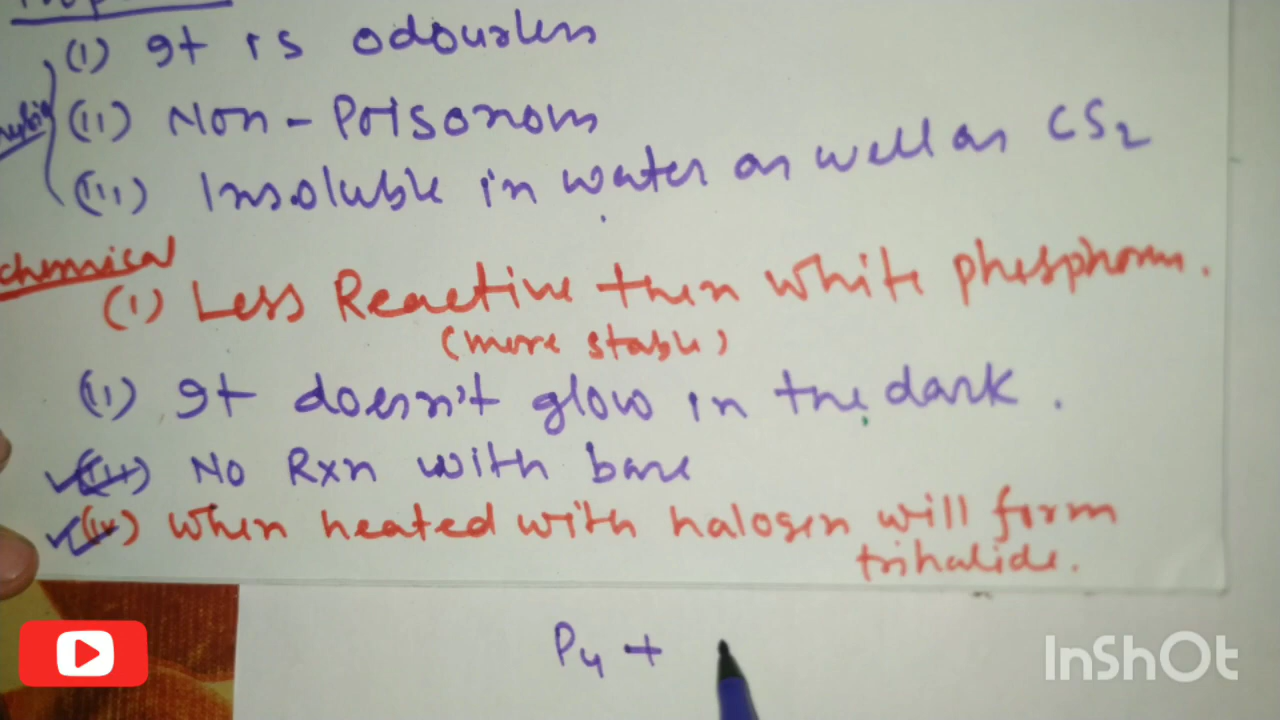 (i) It is odourless
(ii) Non-Poisonous
(iii) Insoluble in water as well as CS2
chemical
(i) Less Reactive then white phosphorus.
(more stable)
(ii) It doesn't glow in the dark.
(iii) No Rxn with base
(iv) When heated with halogen will form
trihalide.
P4 +
InShOt